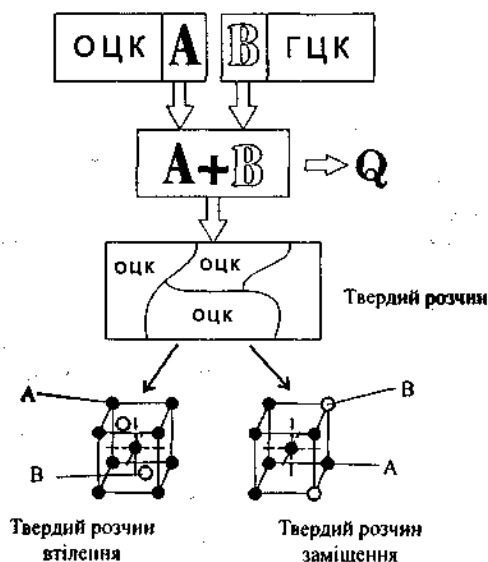 ОЦК A B ГЦК
A+B Q
ОЦК ОЦК
ОЦК
Твердий розчин
A B
B A
Твердий розчин Твердий розчин
втілення заміщення